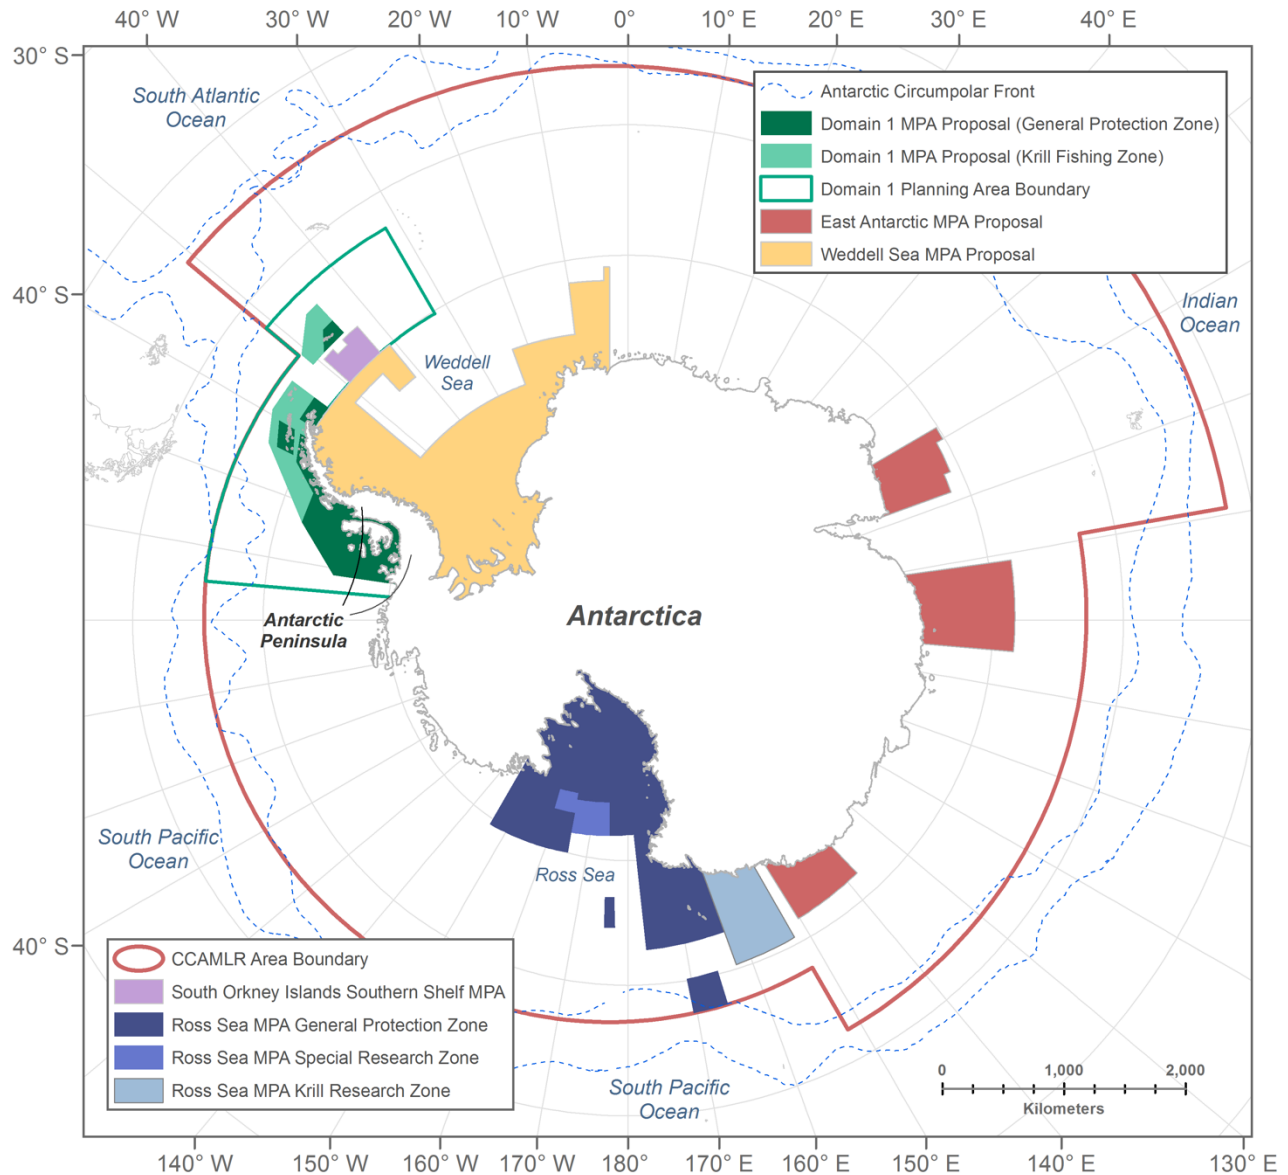 40° W 30° W 20° W 10° W 0° 10° E 20° E 30° E 40° E
30° S
South Atlantic
Ocean
Antarctic Circumpolar Front
Domain 1 MPA Proposal (General Protection Zone)
Domain 1 MPA Proposal (Krill Fishing Zone)
Domain 1 Planning Area Boundary
East Antarctic MPA Proposal
Weddell Sea MPA Proposal
40° S
Indian
Ocean
Weddell
Sea
Antarctica
Antarctic
Peninsula
South Pacific
Ocean
Ross Sea
40° S
CCAMLR Area Boundary
South Orkney Islands Southern Shelf MPA
Ross Sea MPA General Protection Zone
Ross Sea MPA Special Research Zone
Ross Sea MPA Krill Research Zone
South Pacific
Ocean
0 1,000 2,000
Kilometers
140° W 150° W 160° W 170° W 180° 170° E 160° E 150° E 140° E 130° E